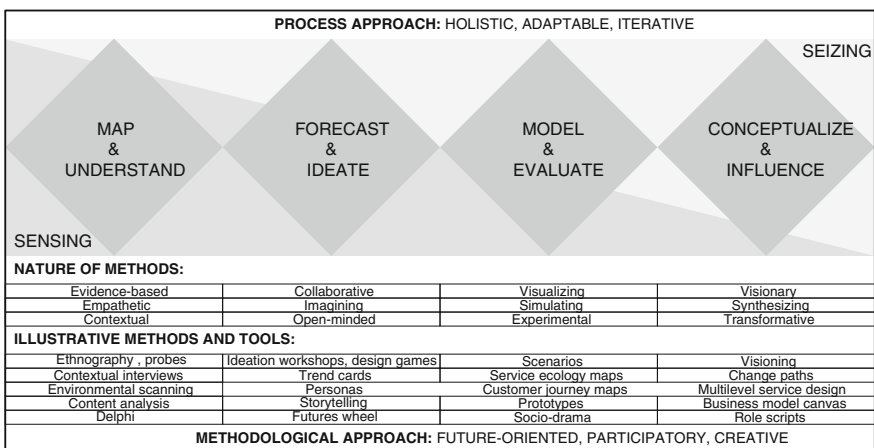 PROCESS APPROACH: HOLISTIC, ADAPTABLE, ITERATIVE
SEIZING
MAP & UNDERSTAND
FORECAST & IDEATE
MODEL & EVALUATE
CONCEPTUALIZE & INFLUENCE
SENSING
NATURE OF METHODS:
Evidence-based Collaborative Visualizing Visionary
Empathetic Imagining Simulating Synthesizing
Contextual Open-minded Experimental Transformative
ILLUSTRATIVE METHODS AND TOOLS:
Ethnography , probes Ideation workshops, design games Scenarios Visioning
Contextual interviews Trend cards Service ecology maps Change paths
Environmental scanning Personas Customer journey maps Multilevel service design
Content analysis Storytelling Prototypes Business model canvas
Delphi Futures wheel Socio-drama Role scripts
METHODOLOGICAL APPROACH: FUTURE-ORIENTED, PARTICIPATORY, CREATIVE